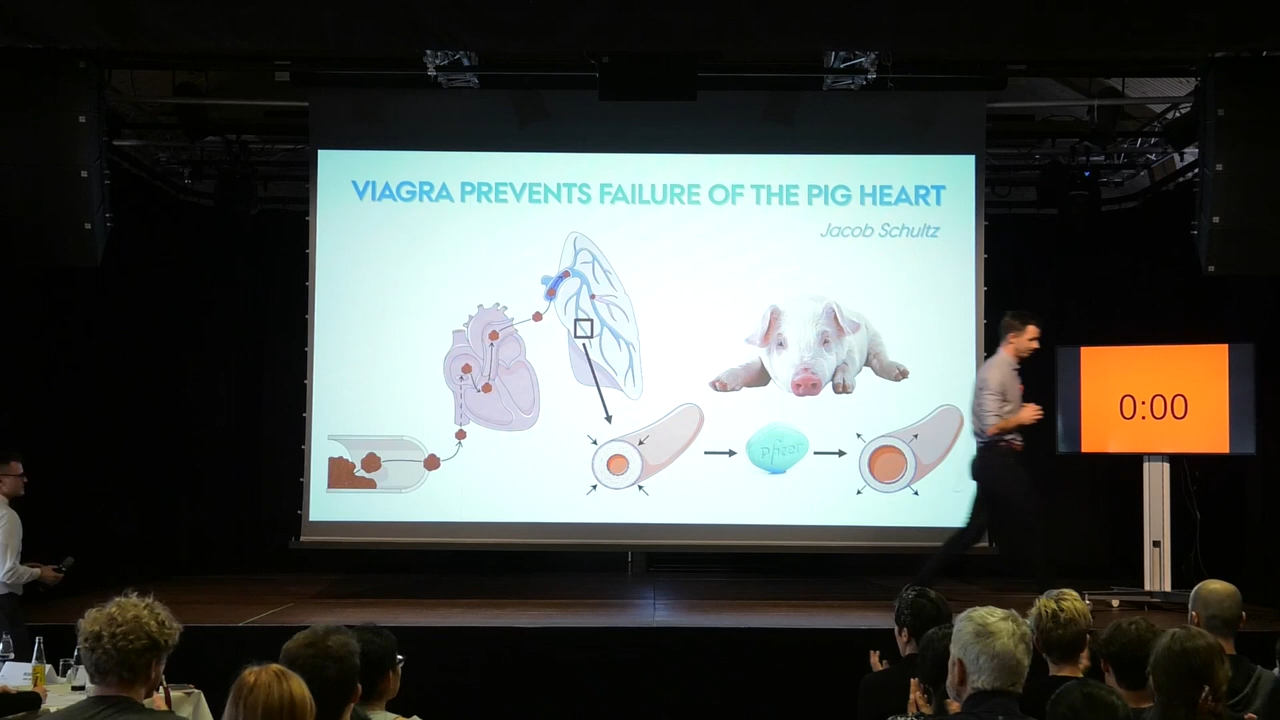 VIAGRA PREVENTS FAILURE OF THE PIG HEART
Jacob Schultz
Pfizer
0:00